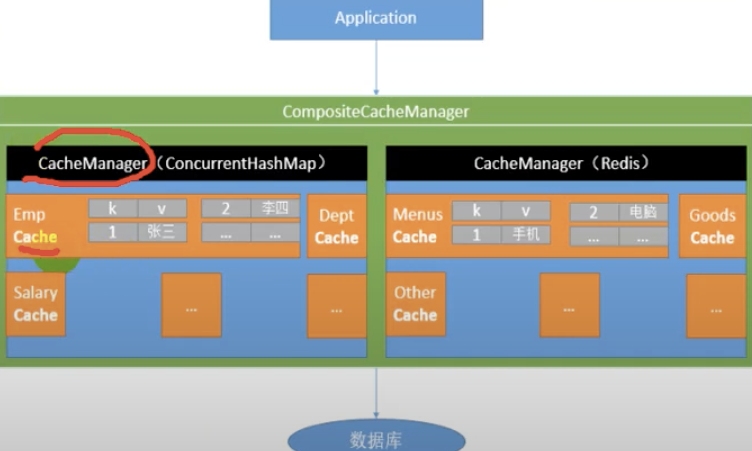 Application
CompositeCacheManager
CacheManager（ConcurrentHashMap）
Emp
Cache
k v
2 李四
1 张三
... ...
Dept
Cache
Salary
Cache
...
...
CacheManager（Redis）
Menus
Cache
k v
2 电脑
1 手机
... ...
Goods
Cache
Other
Cache
...
...
数据库